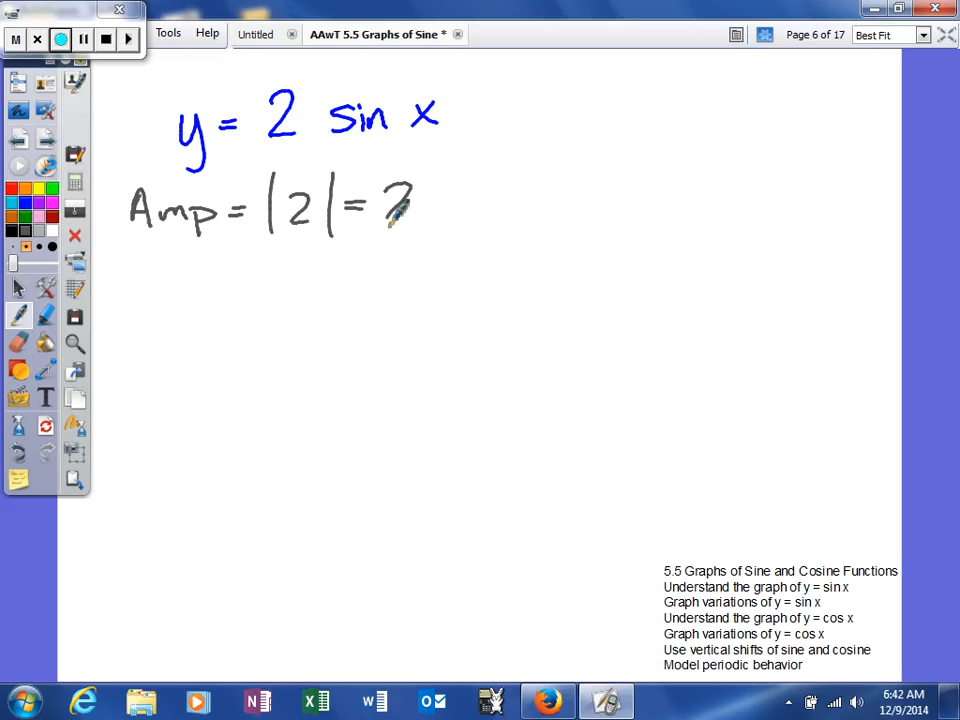 M
Tools Help Untitled AAwT 5.5 Graphs of Sine * Page 6 of 17 Best Fit
y = 2 sin x
Amp = |2| = 2
5.5 Graphs of Sine and Cosine Functions
Understand the graph of y = sin x
Graph variations of y = sin x
Understand the graph of y = cos x
Graph variations of y = cos x
Use vertical shifts of sine and cosine
Model periodic behavior
6:42 AM
12/9/2014